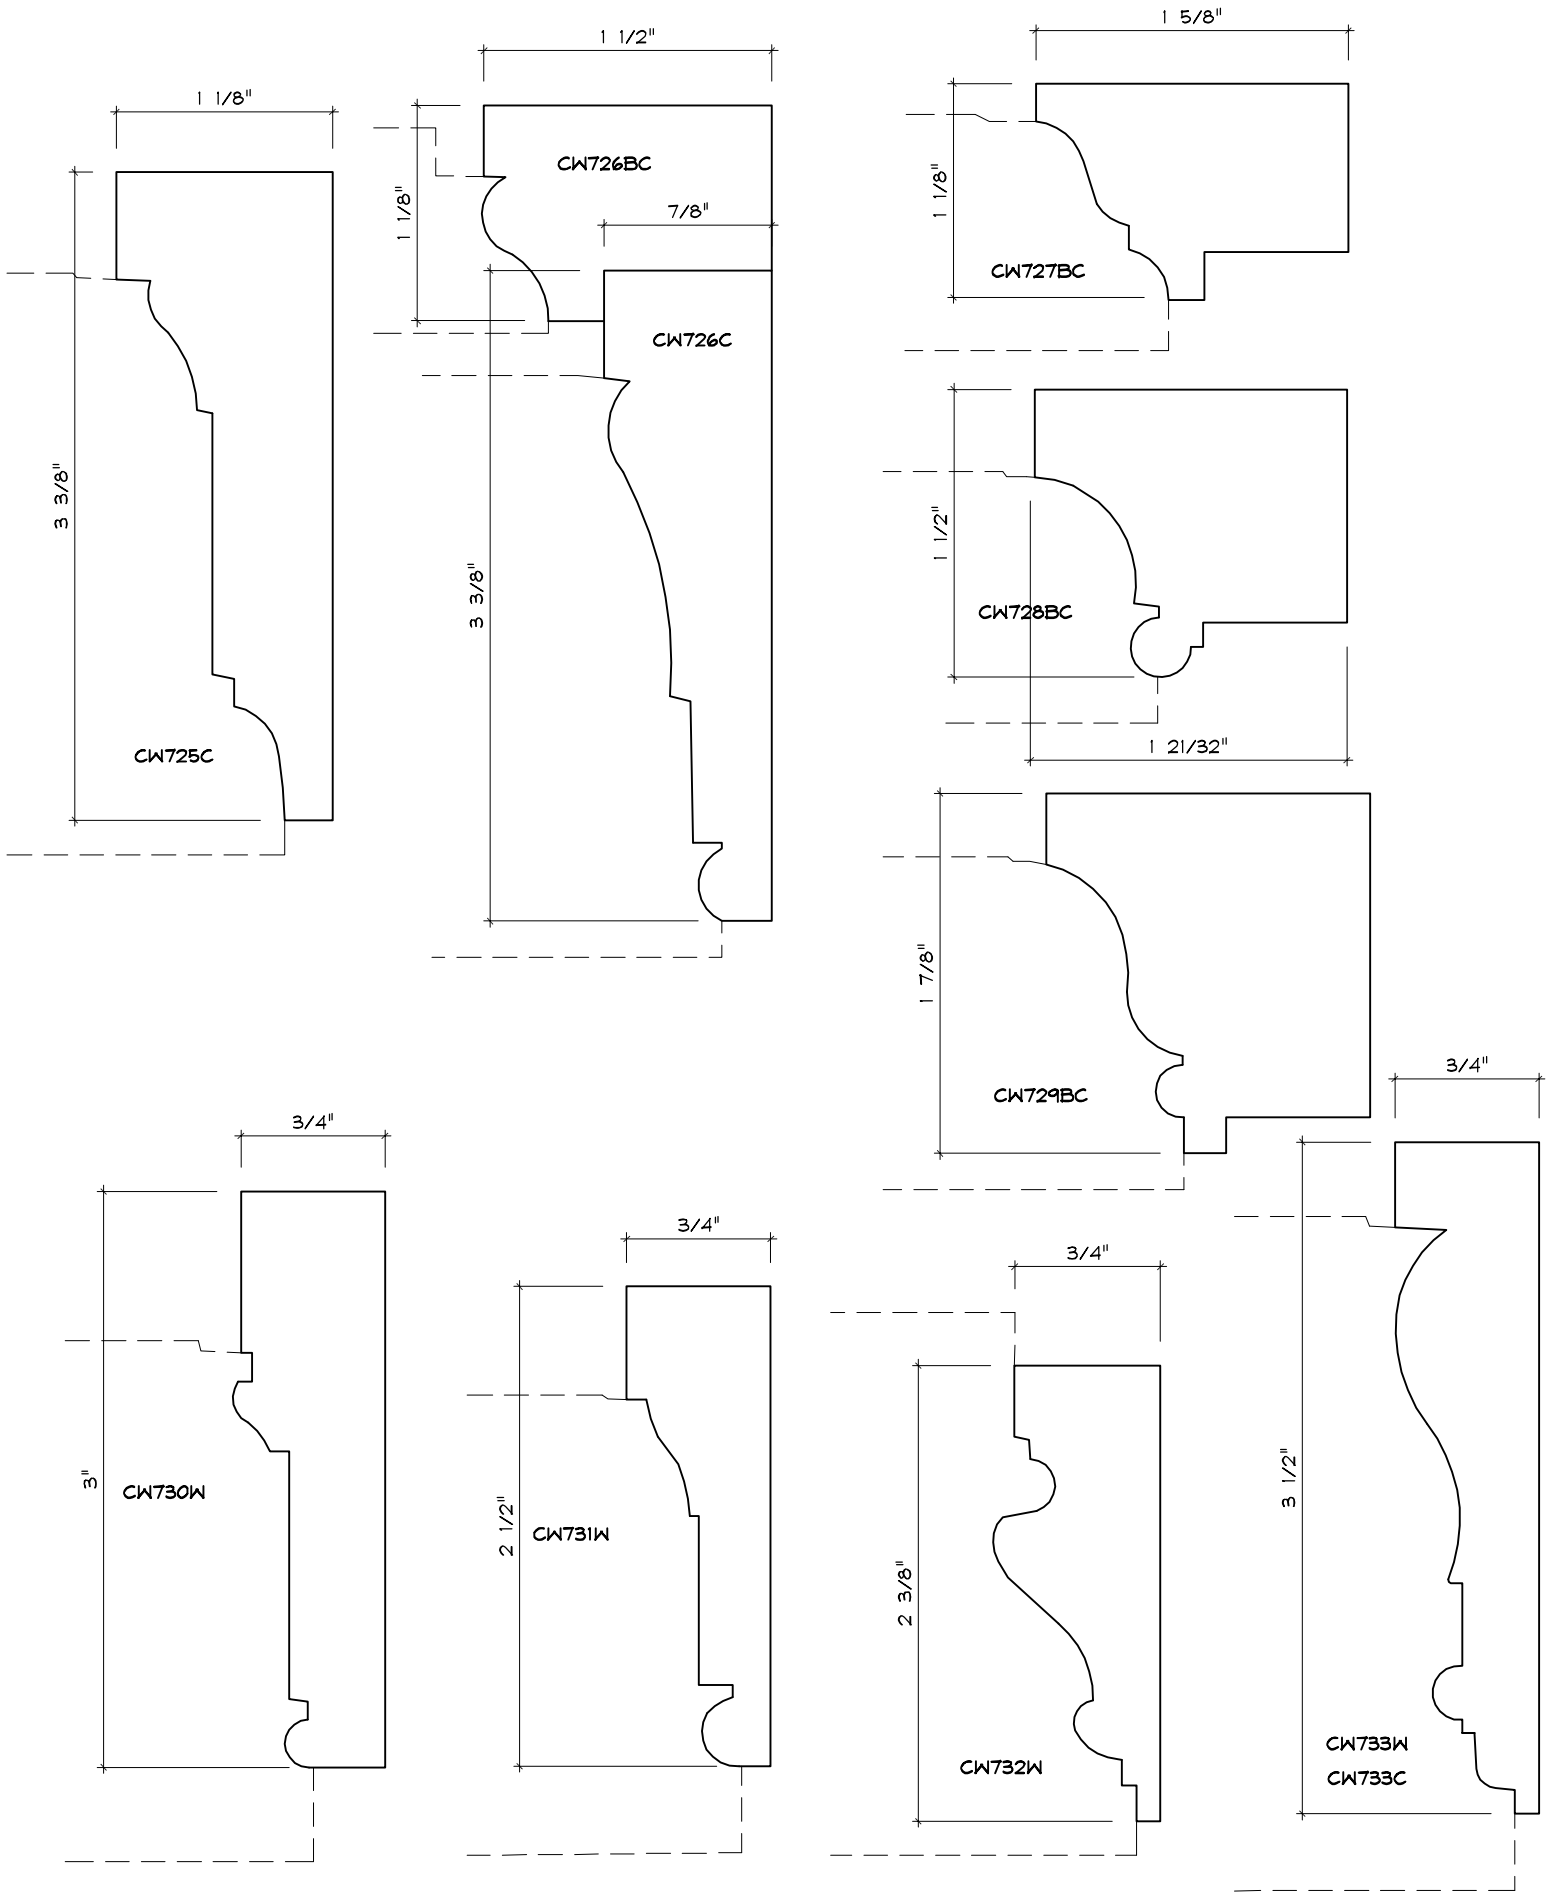 1 5/8"
1 1/2"
1 1/8"
CW726BC
1 1/8"
1 1/8"
7/8"
CW727BC
CW726C
3 3/8"
1 1/2"
3 3/8"
CW728BC
CW725C
1 21/32"
1 7/8"
CW729BC
3/4"
3/4"
3/4"
3/4"
3"
CW730W
2 1/2"
CW731W
3 1/2"
2 3/8"
CW732W
CW733W
CW733C